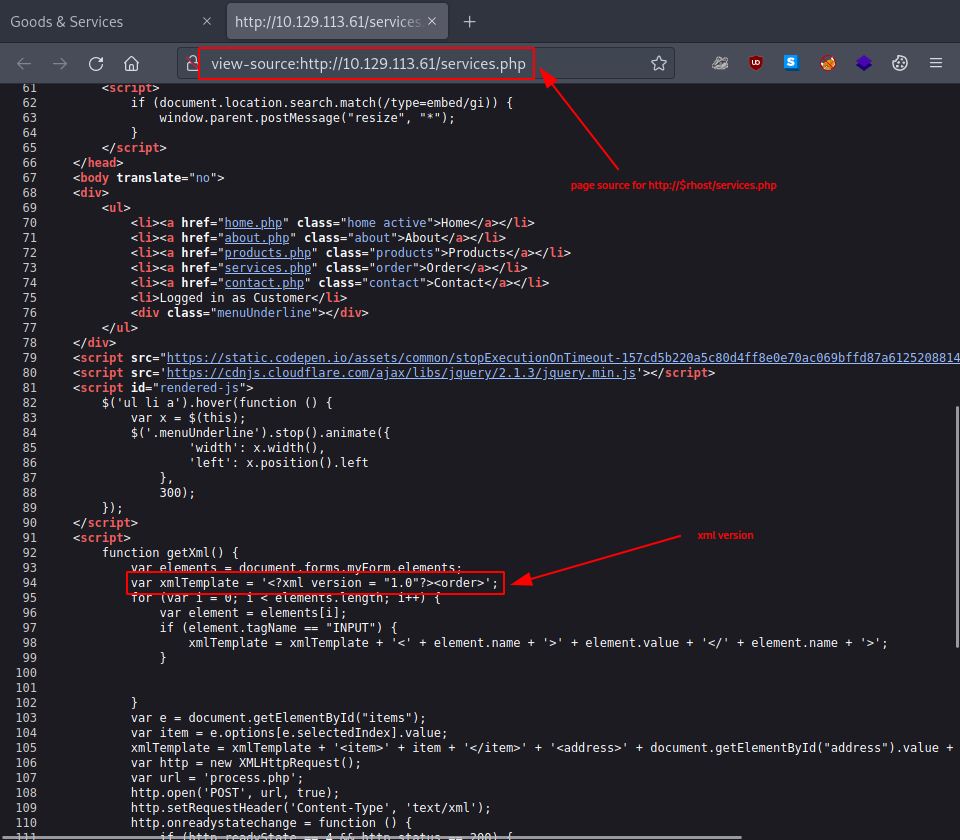 Goods & Services
http://10.129.113.61/services.
view-source:http://10.129.113.61/services.php
page source for http://$rhost/services.php
61 <script>
62 if (document.location.search.match(/type=embed/gi)) {
63 window.parent.postMessage("resize", "*");
64 }
65 </script>
66 </head>
67 <body translate="no">
68 <div>
69 <ul>
70 <li><a href="home.php" class="home active">Home</a></li>
71 <li><a href="about.php" class="about">About</a></li>
72 <li><a href="products.php" class="products">Products</a></li>
73 <li><a href="services.php" class="order">Order</a></li>
74 <li><a href="contact.php" class="contact">Contact</a></li>
75 <li>Logged in as Customer</li>
76 <div class="menuUnderline"></div>
77 </ul>
78 </div>
79 <script src="https://static.codepen.io/assets/common/stopExecutionOnTimeout-157cd5b220a5c80d4ff8e0e70ac069bffd87a6125208814
80 <script src='https://cdnjs.cloudflare.com/ajax/libs/jquery/2.1.3/jquery.min.js'></script>
81 <script id="rendered-js">
82 $('ul li a').hover(function () {
83 var x = $(this);
84 $('.menuUnderline').stop().animate({
85 'width': x.width(),
86 'left': x.position().left
87 },
88 300);
89 });
90 </script>
91 <script>
xml version
92 function getXml() {
93 var elements = document.forms.myForm.elements;
94 var xmlTemplate = '<?xml version = "1.0"?><order>';
95 for (var i = 0; i < elements.length; i++) {
96 var element = elements[i];
97 if (element.tagName == "INPUT") {
98 xmlTemplate = xmlTemplate + '<' + element.name + '>' + element.value + '</' + element.name + '>';
99 }
100
101
102 }
103 var e = document.getElementById("items");
104 var item = e.options[e.selectedIndex].value;
105 xmlTemplate = xmlTemplate + '<item>' + item + '</item>' + '<address>' + document.getElementById("address").value +
106 var http = new XMLHttpRequest();
107 var url = 'process.php';
108 http.open('POST', url, true);
109 http.setRequestHeader('Content-Type', 'text/xml');
110 http.onreadystatechange = function () {
111 if (http.readyState == 4 && http.status == 200) {